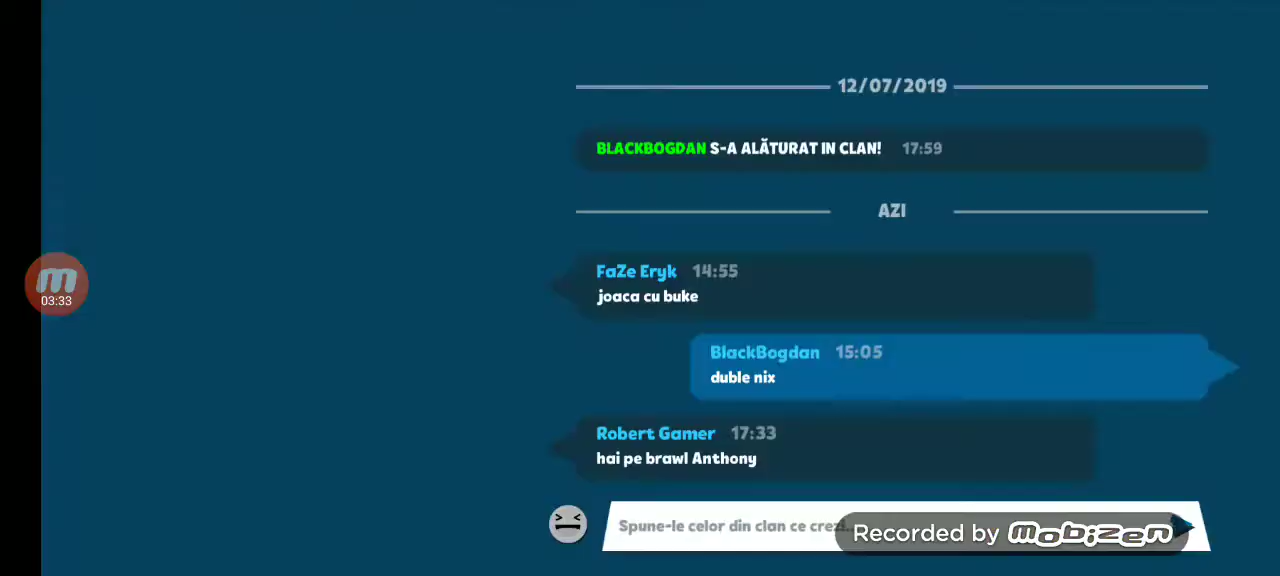 12/07/2019
BLACKBOGDAN S-A ALĂTURAT IN CLAN! 17:59
AZI
FaZe Eryk 14:55
joaca cu buke
BlackBogdan 15:05
duble nix
Robert Gamer 17:33
hai pe brawl Anthony
Spune-le celor din clan ce crezi...
Recorded by mobizen
m
03:33